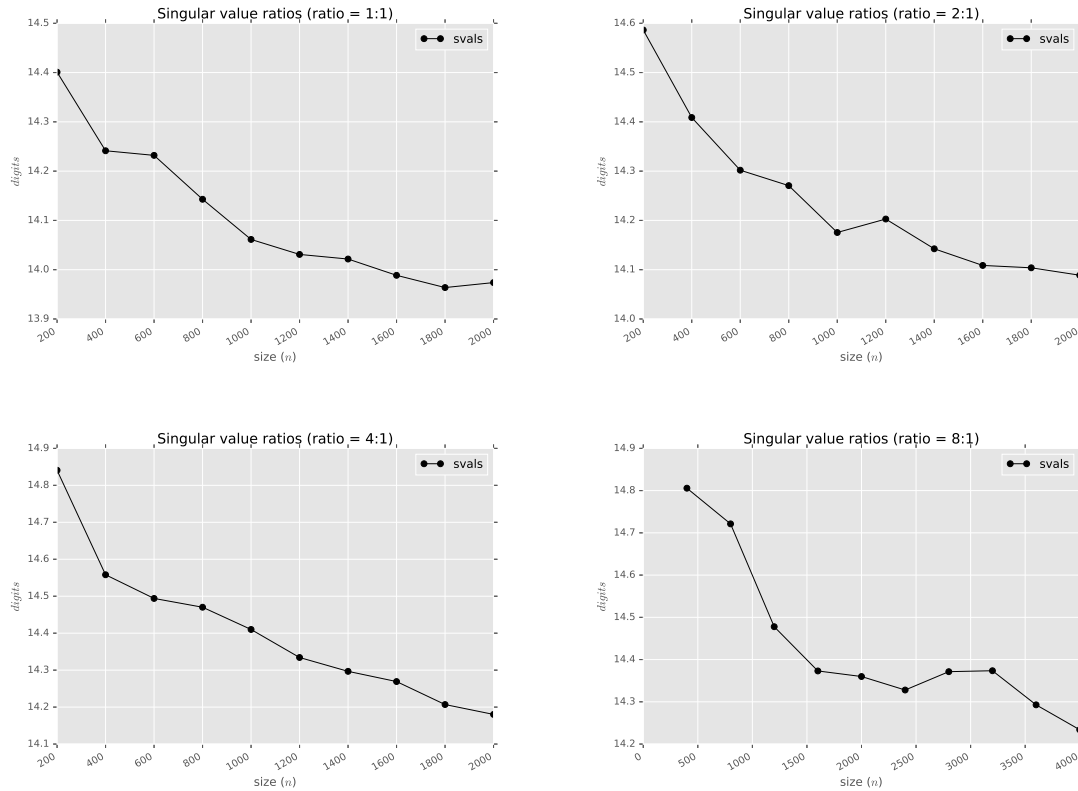 Singular value ratios (ratio = 1:1)
svals
14.5
14.4
14.3
14.2
14.1
14.0
13.9
digits
200 400 600 800 1000 1200 1400 1600 1800 2000
size (n)
Singular value ratios (ratio = 2:1)
svals
14.6
14.5
14.4
14.3
14.2
14.1
14.0
digits
200 400 600 800 1000 1200 1400 1600 1800 2000
size (n)
Singular value ratios (ratio = 4:1)
svals
14.9
14.8
14.7
14.6
14.5
14.4
14.3
14.2
14.1
digits
200 400 600 800 1000 1200 1400 1600 1800 2000
size (n)
Singular value ratios (ratio = 8:1)
svals
14.9
14.8
14.7
14.6
14.5
14.4
14.3
14.2
digits
0 500 1000 1500 2000 2500 3000 3500 4000
size (n)